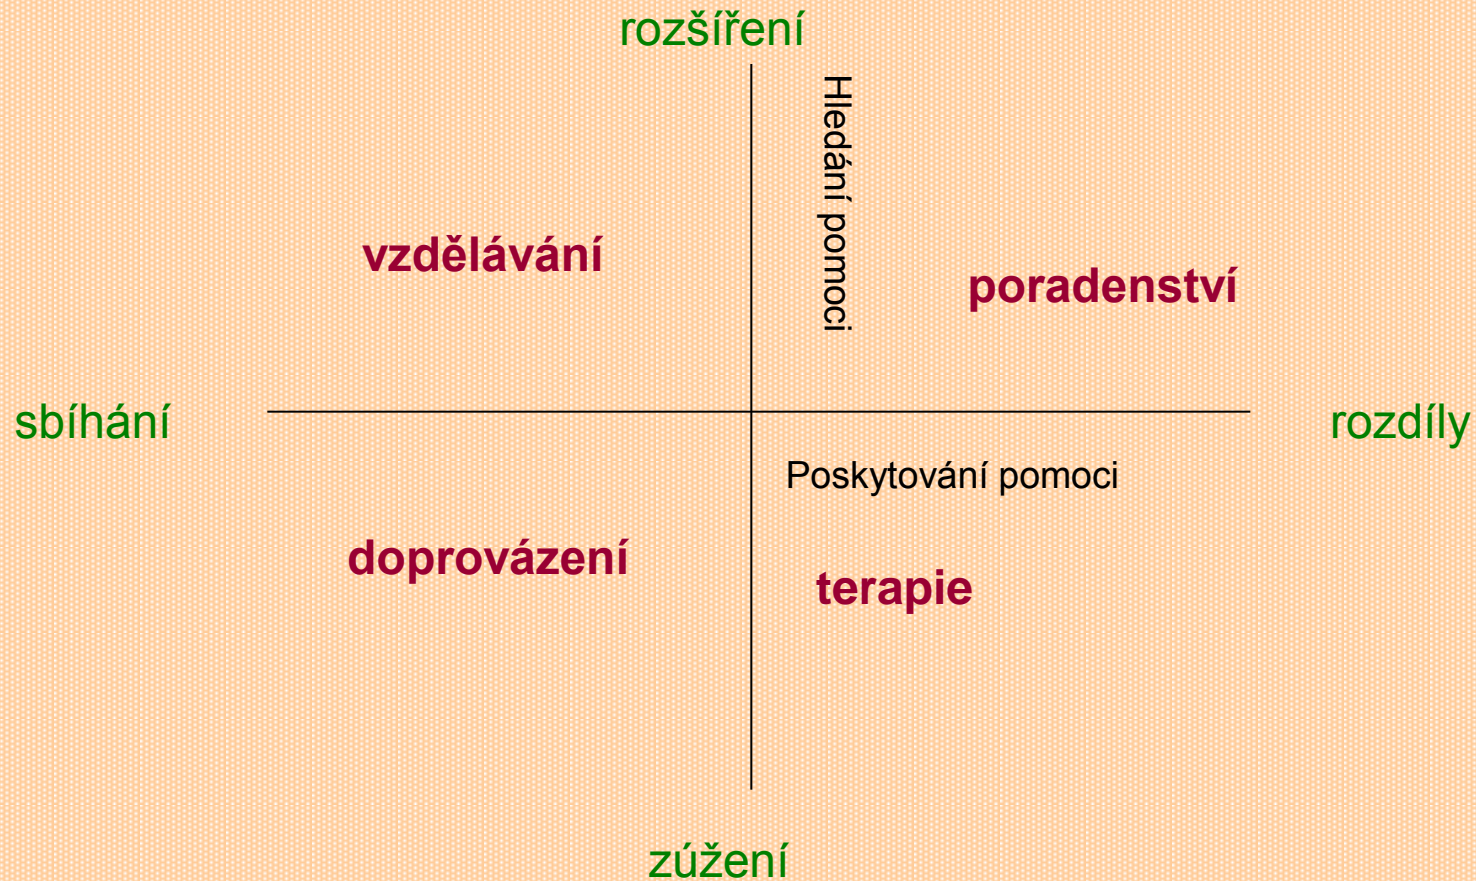 rozšíření
Hledání pomoci
vzdělávání
poradenství
sbíhání
rozdíly
Poskytování pomoci
doprovázení
terapie
zúžení